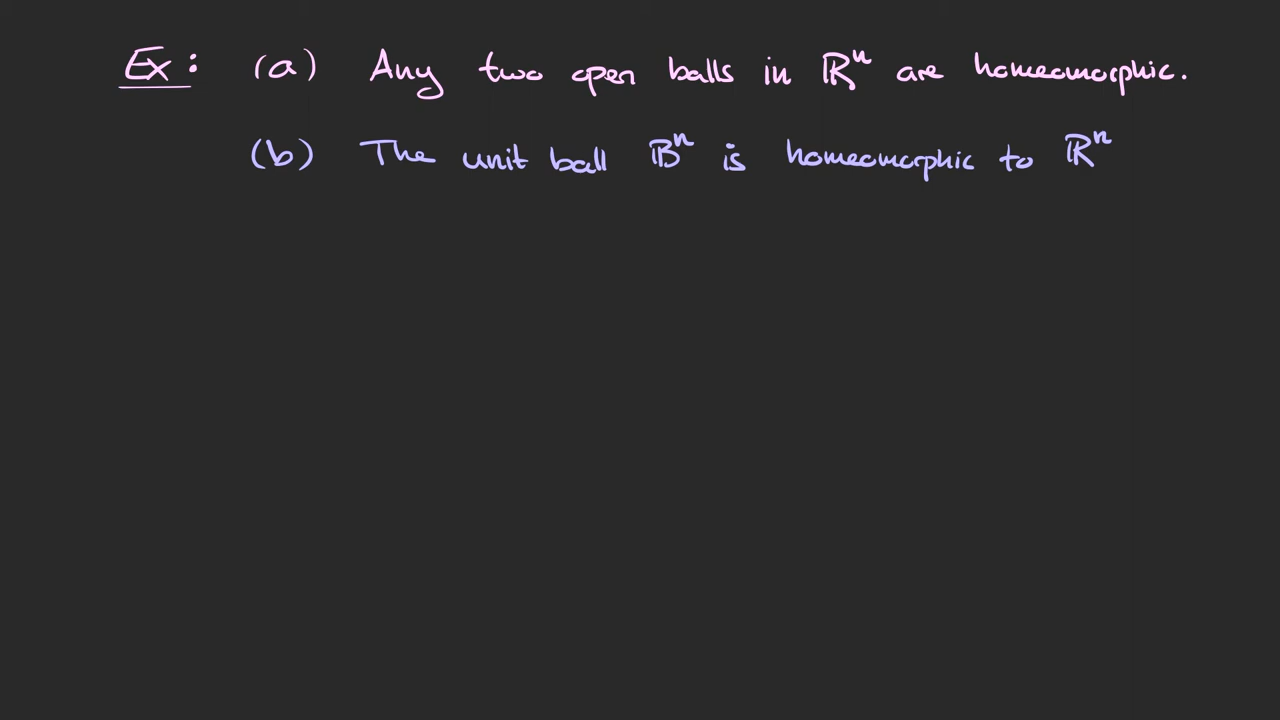 Ex: (a) Any two open balls in ℝⁿ are homeomorphic.
(b) The unit ball 𝔹ⁿ is homeomorphic to ℝⁿ